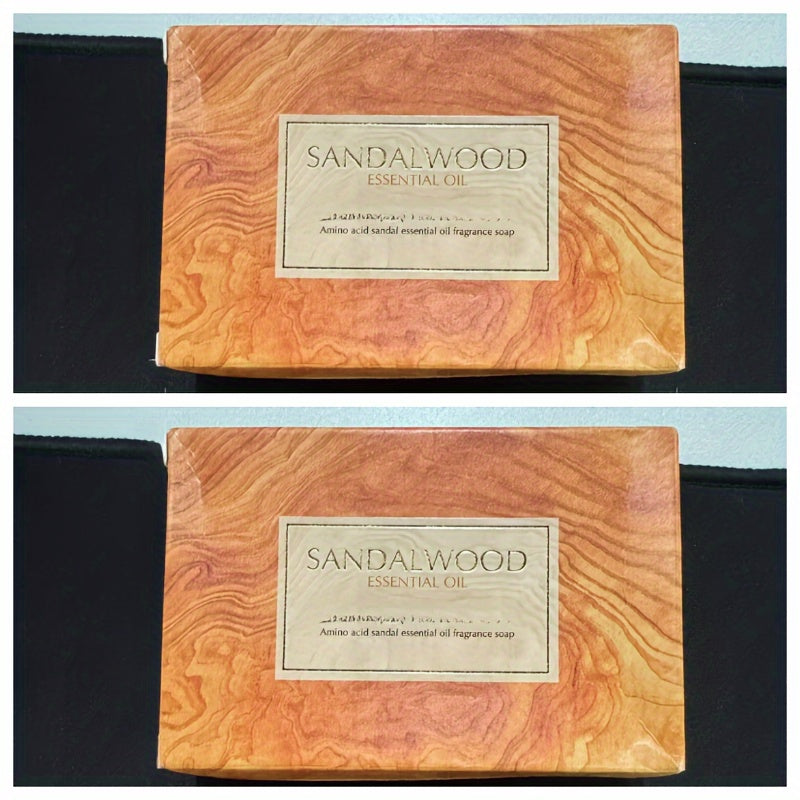 SANDALWOOD
ESSENTIAL OIL
Amino acid sandal essential oil fragrance soap
SANDALWOOD
ESSENTIAL OIL
Amino acid sandal essential oil fragrance soap